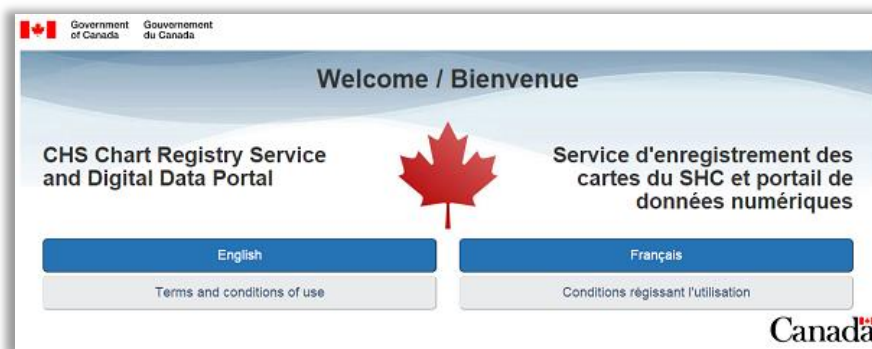 Government
of Canada
Gouvernement
du Canada
Welcome / Bienvenue
CHS Chart Registry Service
and Digital Data Portal
Service d'enregistrement des
cartes du SHC et portail de
données numériques
English
Français
Terms and conditions of use
Conditions régissant l'utilisation
Canada